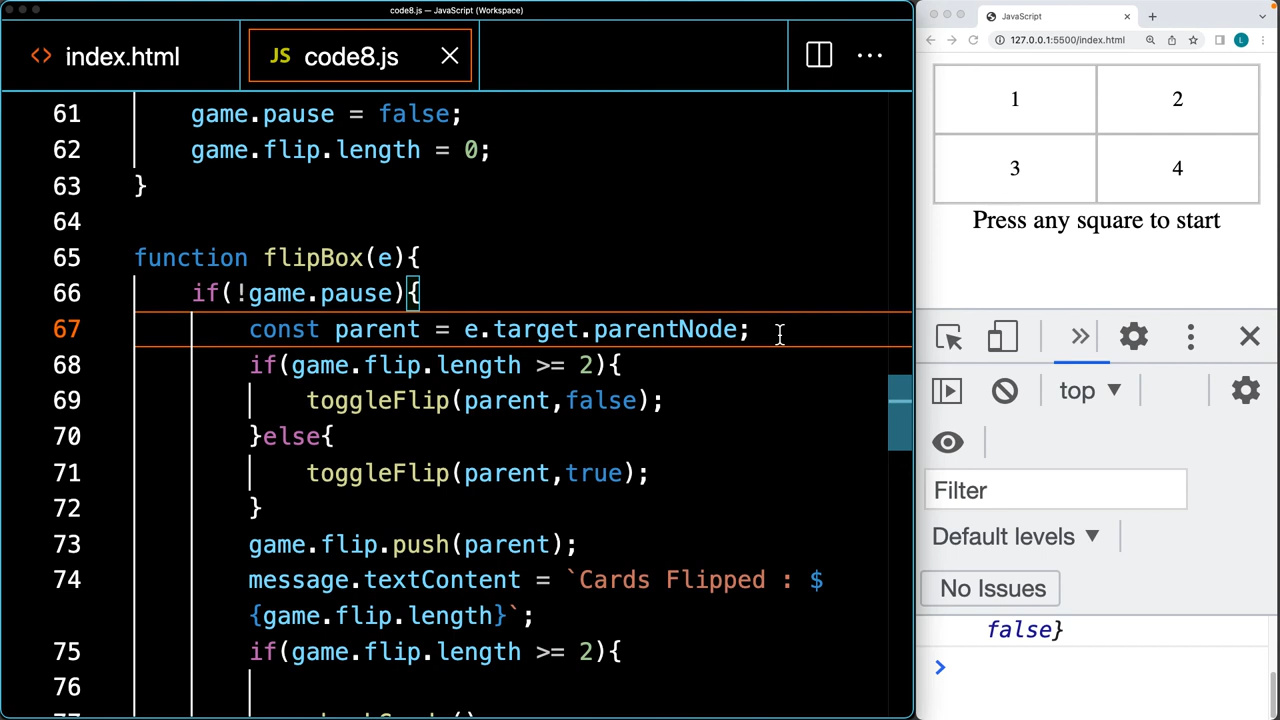 code8.js — JavaScript (Workspace)
index.html
JS code8.js
61 game.pause = false;
62 game.flip.length = 0;
63 }
64
65 function flipBox(e){
66 if(!game.pause){
67 const parent = e.target.parentNode;
68 if(game.flip.length >= 2){
69 toggleFlip(parent,false);
70 }else{
71 toggleFlip(parent,true);
72 }
73 game.flip.push(parent);
74 message.textContent = `Cards Flipped : $
{game.flip.length}`;
75 if(game.flip.length >= 2){
76
JavaScript
L
127.0.0.1:5500/index.html
1 2
3 4
Press any square to start
top
Filter
Default levels
No Issues
false}